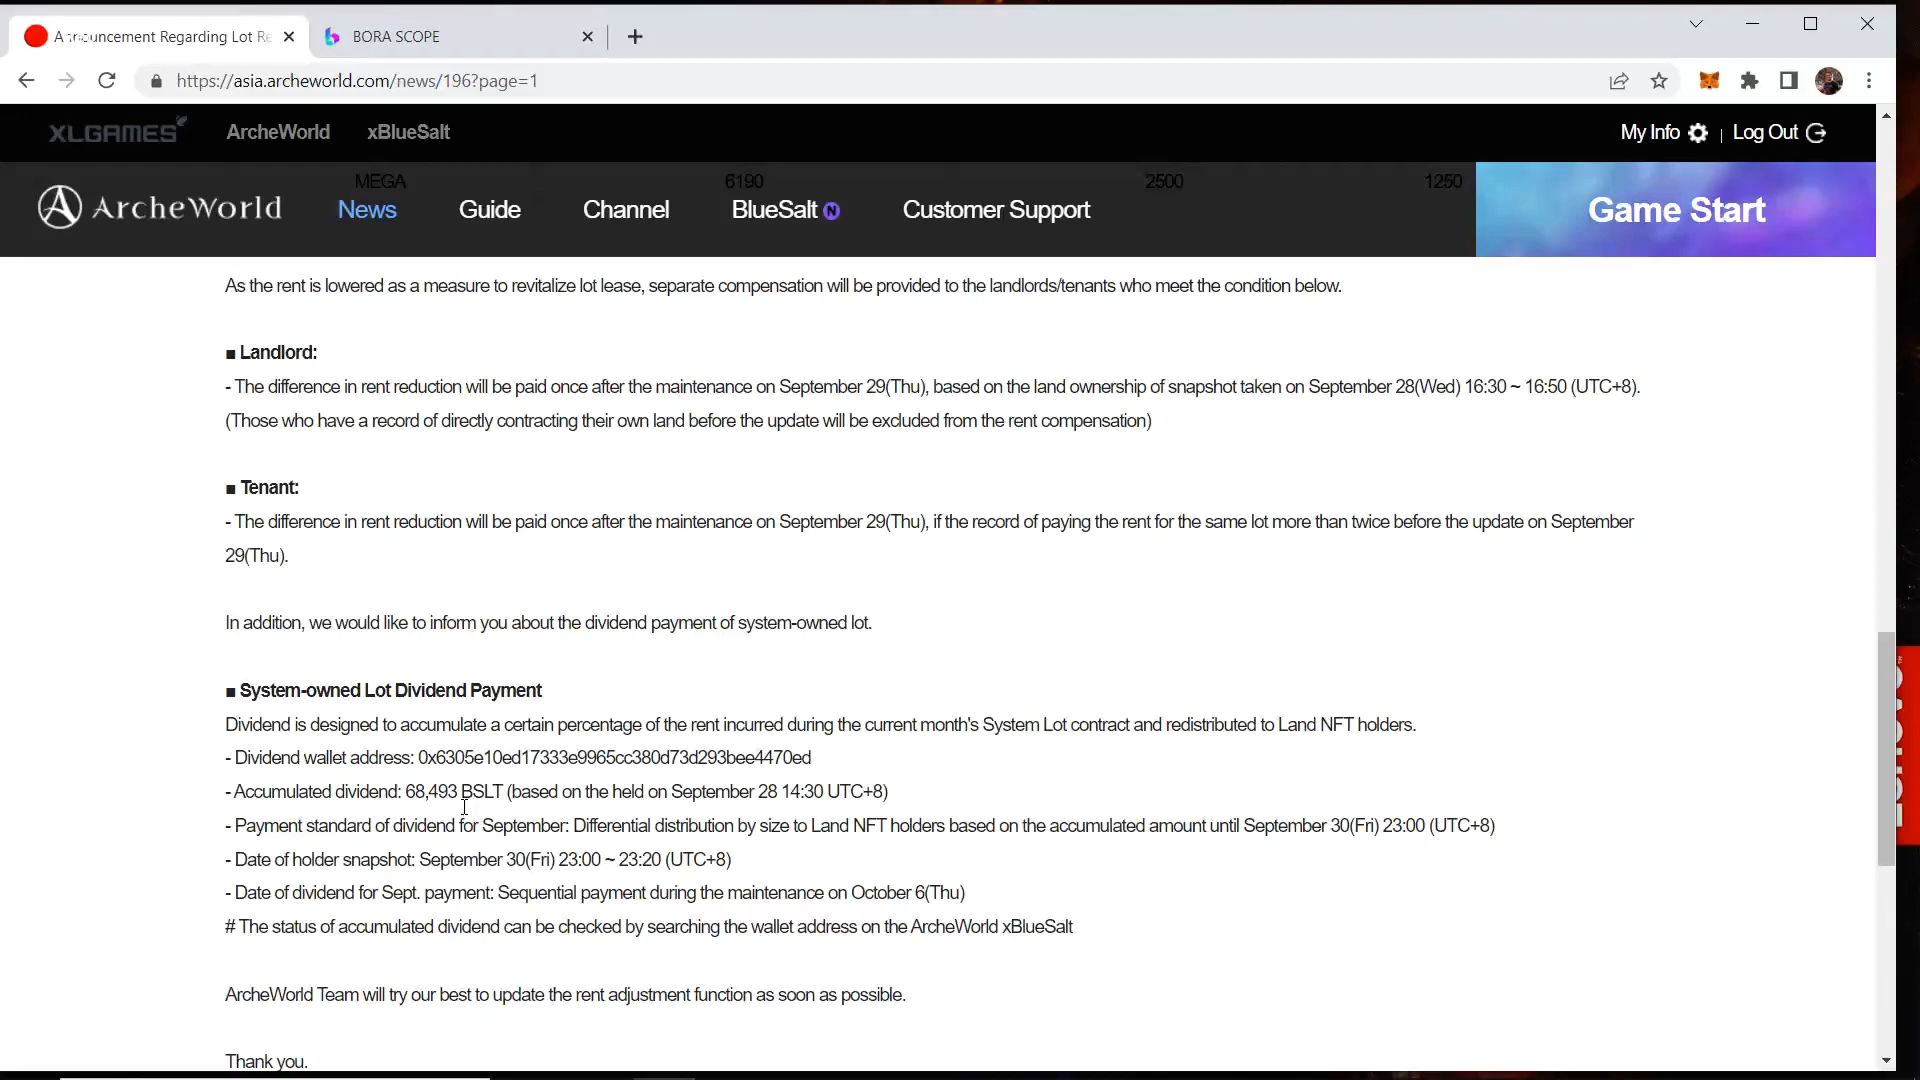 Announcement Regarding Lot Re
BORA SCOPE
https://asia.archeworld.com/news/196?page=1
XLGAMES
ArcheWorld
xBlueSalt
My Info
Log Out
MEGA
6190
2500
1250
ArcheWorld
News
Guide
Channel
BlueSalt N
Customer Support
Game Start
As the rent is lowered as a measure to revitalize lot lease, separate compensation will be provided to the landlords/tenants who meet the condition below.
■ Landlord:
- The difference in rent reduction will be paid once after the maintenance on September 29(Thu), based on the land ownership of snapshot taken on September 28(Wed) 16:30 ~ 16:50 (UTC+8).
(Those who have a record of directly contracting their own land before the update will be excluded from the rent compensation)
■ Tenant:
- The difference in rent reduction will be paid once after the maintenance on September 29(Thu), if the record of paying the rent for the same lot more than twice before the update on September
29(Thu).
In addition, we would like to inform you about the dividend payment of system-owned lot.
■ System-owned Lot Dividend Payment
Dividend is designed to accumulate a certain percentage of the rent incurred during the current month's System Lot contract and redistributed to Land NFT holders.
- Dividend wallet address: 0x6305e10ed17333e9965cc380d73d293bee4470ed
- Accumulated dividend: 68,493 BSLT (based on the held on September 28 14:30 UTC+8)
- Payment standard of dividend for September: Differential distribution by size to Land NFT holders based on the accumulated amount until September 30(Fri) 23:00 (UTC+8)
- Date of holder snapshot: September 30(Fri) 23:00 ~ 23:20 (UTC+8)
- Date of dividend for Sept. payment: Sequential payment during the maintenance on October 6(Thu)
# The status of accumulated dividend can be checked by searching the wallet address on the ArcheWorld xBlueSalt
ArcheWorld Team will try our best to update the rent adjustment function as soon as possible.
Thank you.